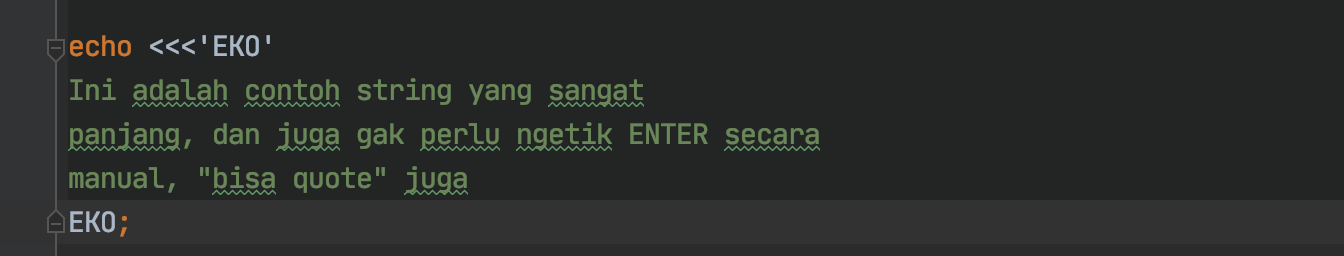 echo <<<'EKO'
Ini adalah contoh string yang sangat
panjang, dan juga gak perlu ngetik ENTER secara
manual, "bisa quote" juga
EKO;